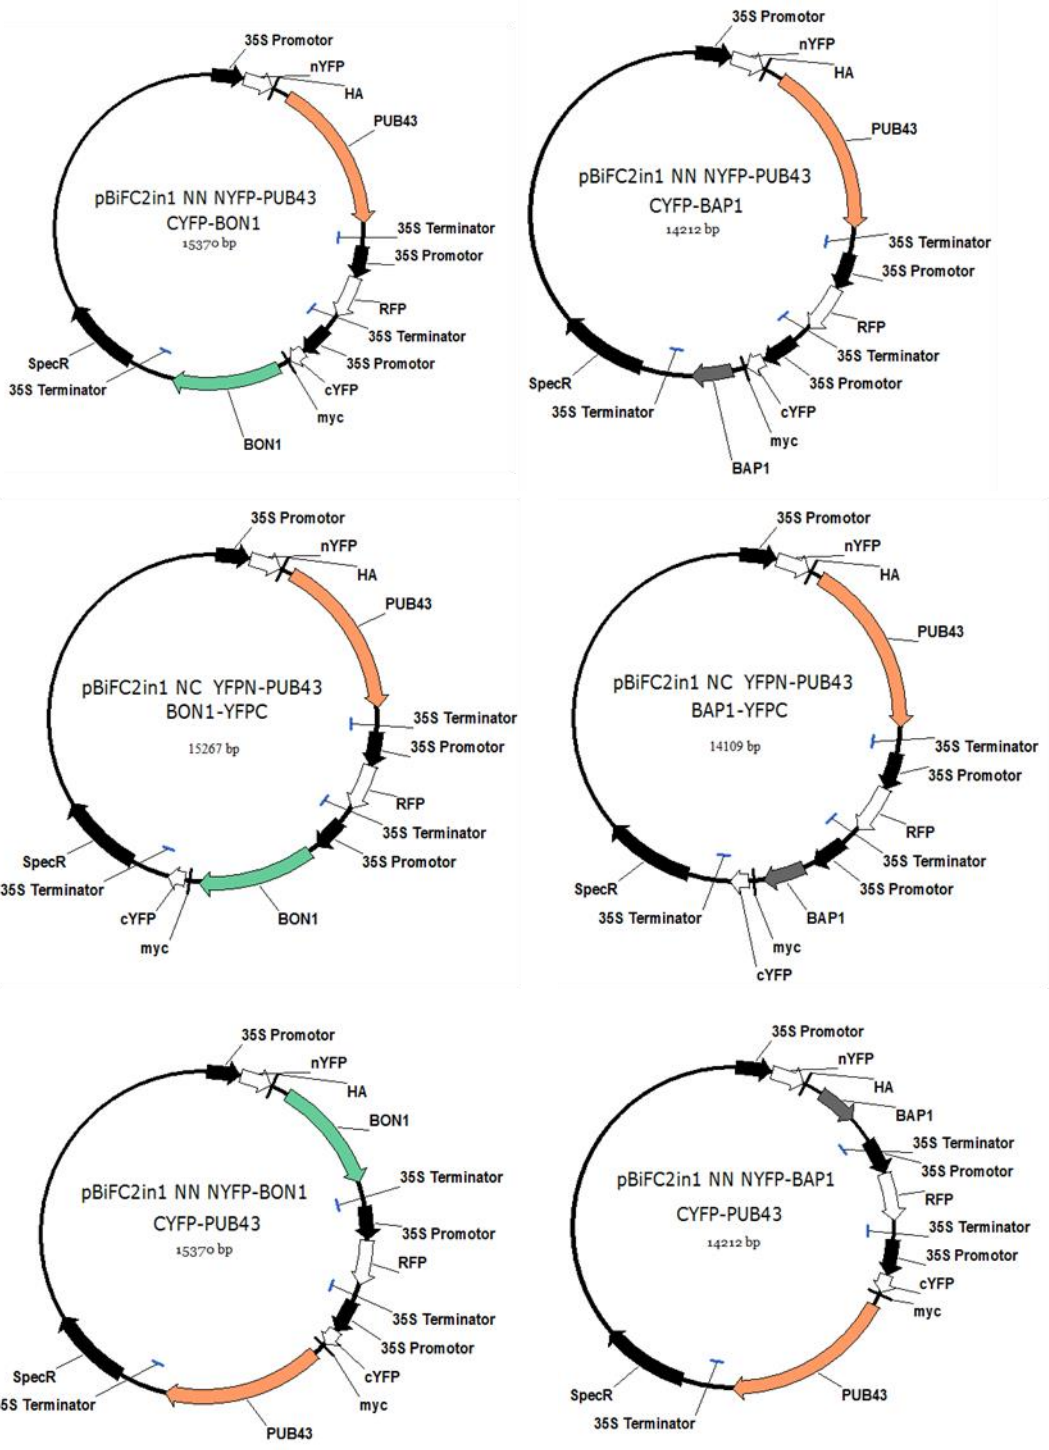 35S Promotor
nYFP
HA
PUB43
pBiFC2in1 NN NYFP-PUB43
CYFP-BON1
15370 bp
35S Terminator
35S Promotor
RFP
35S Terminator
35S Promotor
cYFP
myc
BON1
35S Terminator
SpecR
35S Promotor
nYFP
HA
PUB43
pBiFC2in1 NN NYFP-PUB43
CYFP-BAP1
14212 bp
35S Terminator
35S Promotor
RFP
35S Terminator
35S Promotor
cYFP
myc
BAP1
35S Terminator
SpecR
35S Promotor
nYFP
HA
PUB43
pBiFC2in1 NC YFPN-PUB43
BON1-YFPC
15267 bp
35S Terminator
35S Promotor
RFP
35S Terminator
35S Promotor
BON1
myc
cYFP
35S Terminator
SpecR
35S Promotor
nYFP
HA
PUB43
pBiFC2in1 NC YFPN-PUB43
BAP1-YFPC
14109 bp
35S Terminator
35S Promotor
RFP
35S Terminator
35S Promotor
BAP1
myc
cYFP
35S Terminator
SpecR
35S Promotor
nYFP
HA
BON1
pBiFC2in1 NN NYFP-BON1
CYFP-PUB43
15370 bp
35S Terminator
35S Promotor
RFP
35S Terminator
35S Promotor
cYFP
myc
PUB43
5S Terminator
SpecR
35S Promotor
nYFP
HA
BAP1
pBiFC2in1 NN NYFP-BAP1
CYFP-PUB43
14212 bp
35S Terminator
35S Promotor
RFP
35S Terminator
35S Promotor
cYFP
myc
PUB43
35S Terminator
SpecR